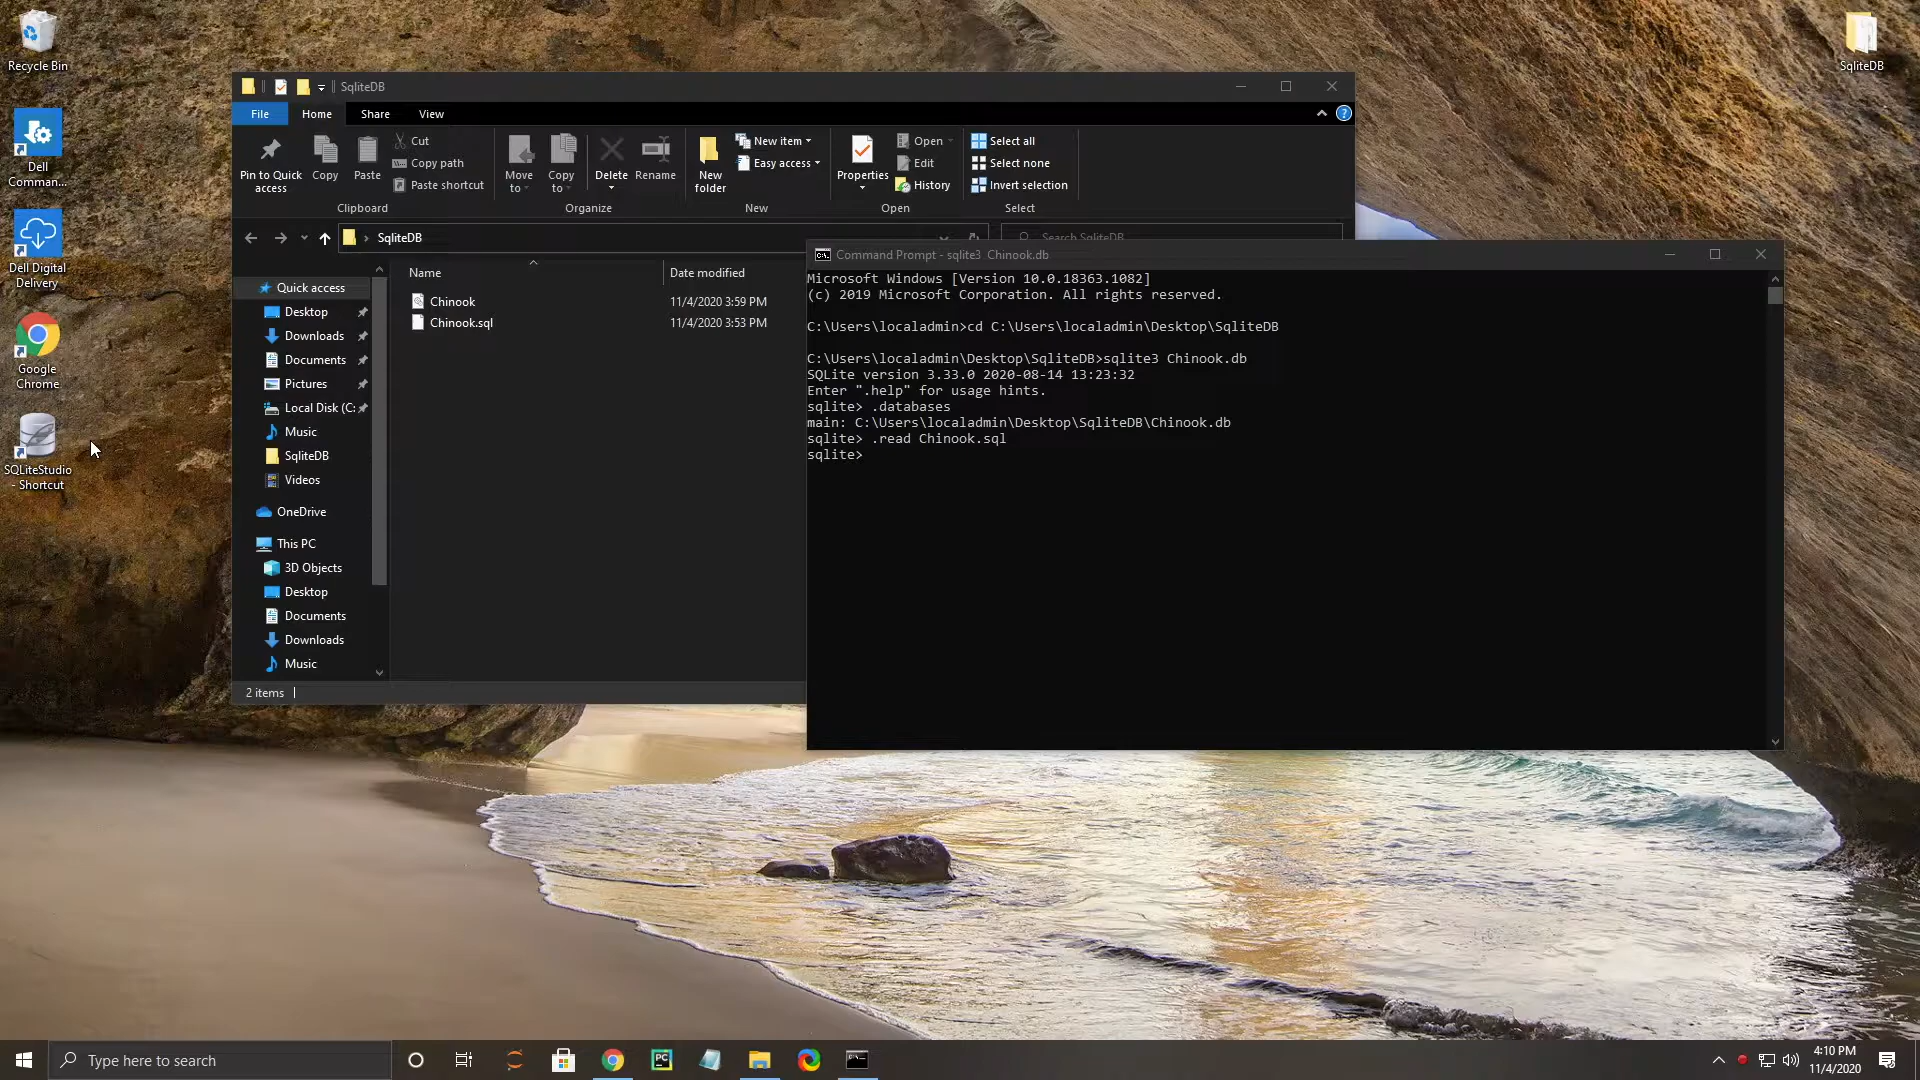 Recycle Bin
Dell
Comman...
Dell Digital
Delivery
Google
Chrome
SQLiteStudio
- Shortcut
SqliteDB
SqliteDB
File
Home
Share
View
Pin to Quick
access
Copy
Paste
Cut
Copy path
Paste shortcut
Clipboard
Move
to
Copy
to
Delete
Rename
Organize
New
folder
New item
Easy access
New
Properties
Open
Edit
History
Open
Select all
Select none
Invert selection
Select
SqliteDB
Search SqliteDB
Quick access
Desktop
Downloads
Documents
Pictures
Local Disk (C:
Music
SqliteDB
Videos
OneDrive
This PC
3D Objects
Desktop
Documents
Downloads
Music
Name
Date modified
Chinook
11/4/2020 3:59 PM
Chinook.sql
11/4/2020 3:53 PM
2 items
Command Prompt - sqlite3 Chinook.db
Microsoft Windows [Version 10.0.18363.1082]
(c) 2019 Microsoft Corporation. All rights reserved.
C:\Users\localadmin>cd C:\Users\localadmin\Desktop\SqliteDB
C:\Users\localadmin\Desktop\SqliteDB>sqlite3 Chinook.db
SQLite version 3.33.0 2020-08-14 13:23:32
Enter ".help" for usage hints.
sqlite> .databases
main: C:\Users\localadmin\Desktop\SqliteDB\Chinook.db
sqlite> .read Chinook.sql
sqlite>
Type here to search
PC
4:10 PM
11/4/2020